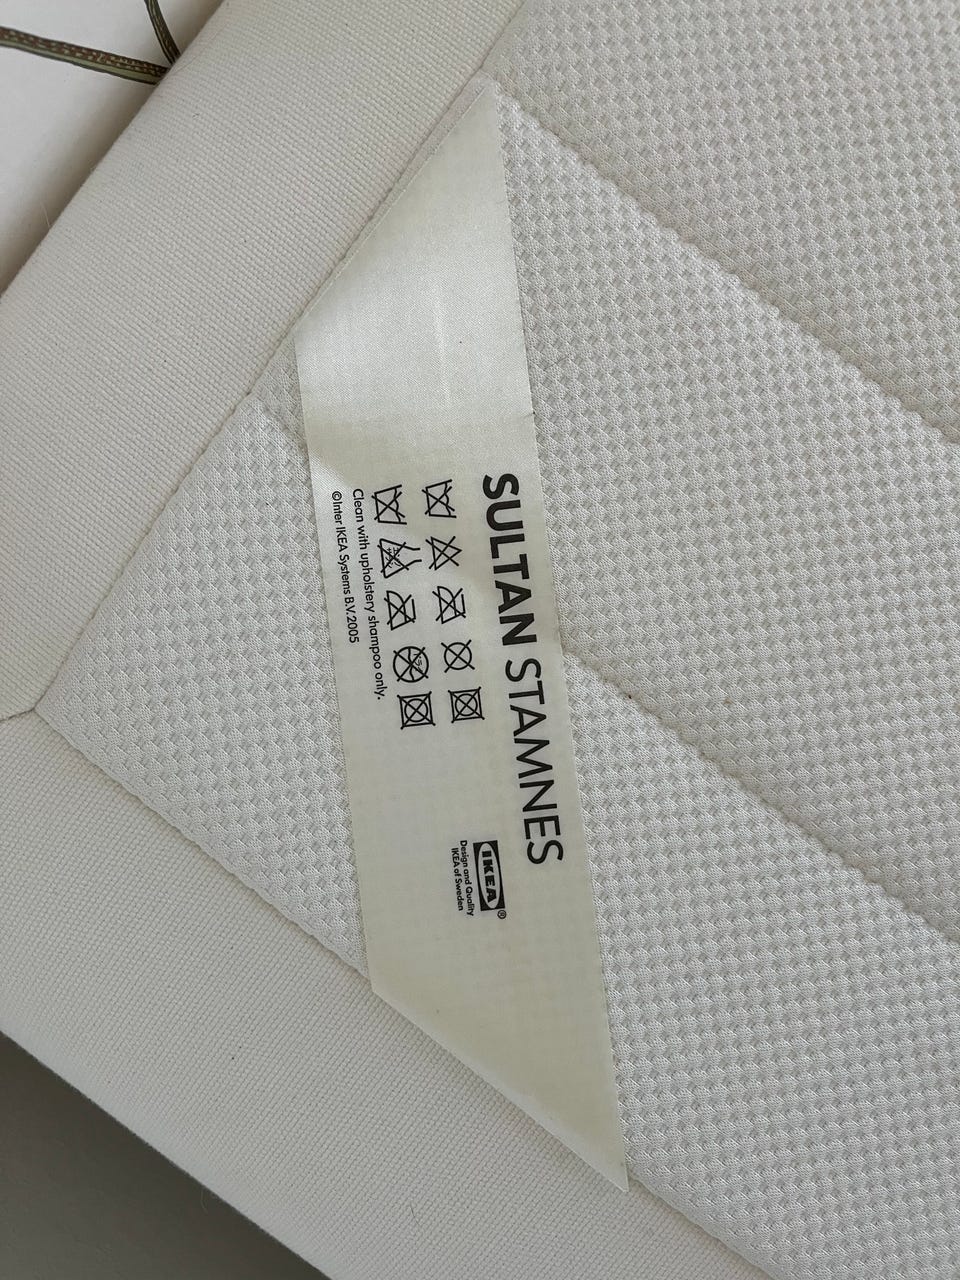 SULTAN STAMNES
Clean with upholstery shampoo only.
©Inter IKEA Systems B.V.2005
IKEA®
Design and Quality
IKEA of Sweden